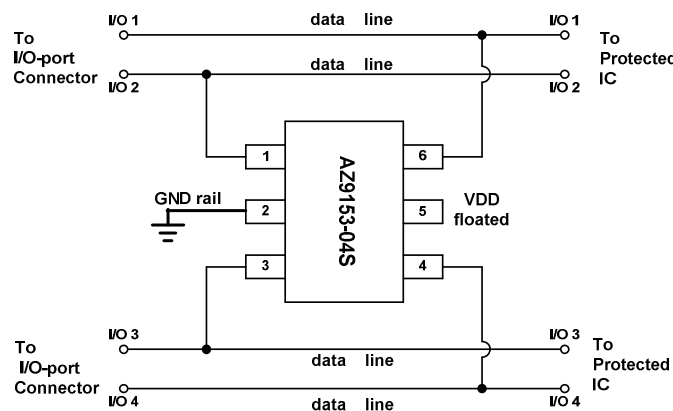 I/O 1
data line
I/O 1
To
I/O-port
Connector
To
Protected
IC
I/O 2
data line
I/O 2
1
6
AZ9153-04S
GND rail
2
5
VDD
floated
3
4
I/O 3
I/O 3
To
I/O-port
Connector
data line
To
Protected
IC
I/O 4
data line
I/O 4